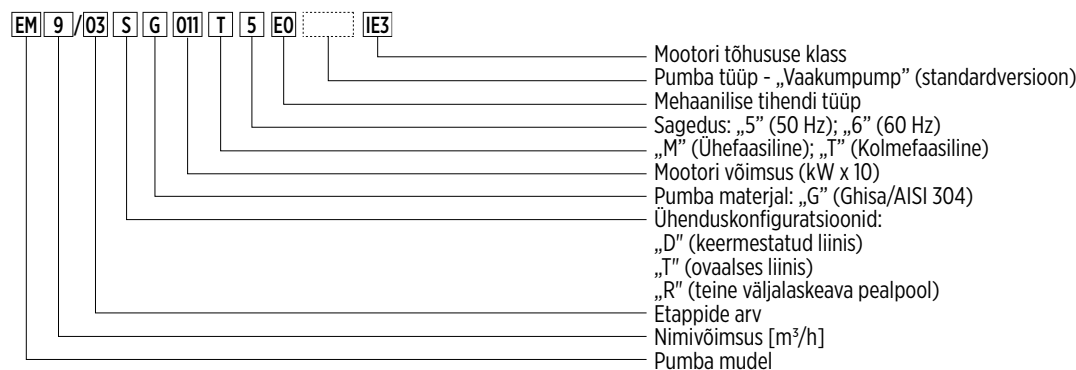 EM 9/03 S G 011 T 5 E0 IE3
Mootori tõhususe klass
Pumba tüüp - „Vaakumpump” (standardversioon)
Mehaanilise tihendi tüüp
Sagedus: „5” (50 Hz); „6” (60 Hz)
„M” (Ühefaasiline); „T” (Kolmefaasiline)
Mootori võimsus (kW x 10)
Pumba materjal: „G” (Ghisa/AISI 304)
Ühenduskonfiguratsioonid:
„D" (keermestatud liinis)
„T" (ovaalses liinis)
„R" (teine väljalaskeava pealpool)
Etappide arv
Nimivõimsus [m³/h]
Pumba mudel